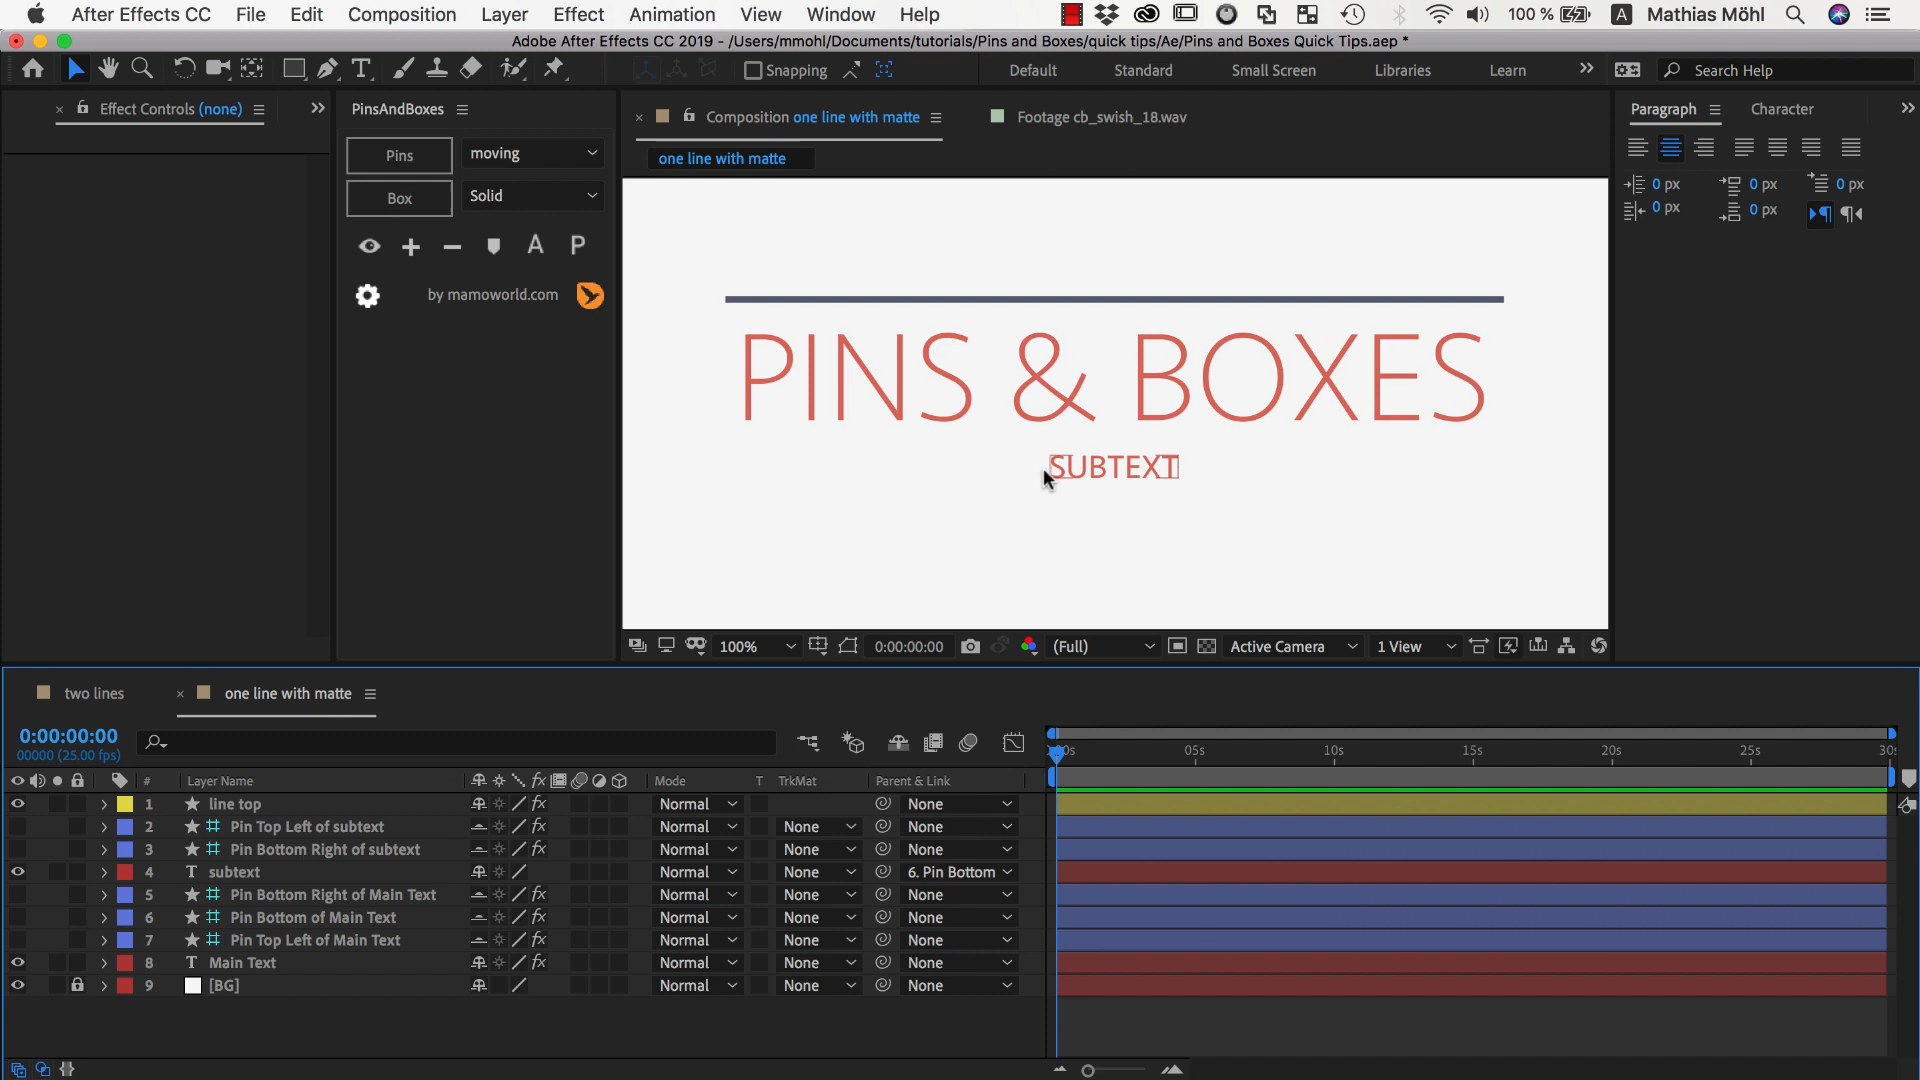 After Effects CC File Edit Composition Layer Effect Animation View Window Help 100 % A Mathias Möhl
Adobe After Effects CC 2019 - /Users/mmohl/Documents/tutorials/Pins and Boxes/quick tips/Ae/Pins and Boxes Quick Tips.aep *
Snapping Default Standard Small Screen Libraries Learn Search Help
Effect Controls (none) PinsAndBoxes Composition one line with matte Footage cb_swish_18.wav Paragraph Character
Pins moving one line with matte
Box Solid 0 px 0 px 0 px
0 px 0 px
A P
by mamoworld.com
PINS & BOXES
SUBTEXT
100% 0:00:00:00 (Full) Active Camera 1 View
two lines one line with matte
0:00:00:00
00000 (25.00 fps)
05s 10s 15s 20s 25s
# Layer Name fx Mode T TrkMat Parent & Link
1 line top fx Normal None
2 Pin Top Left of subtext fx Normal None None
3 Pin Bottom Right of subtext fx Normal None None
4 T subtext Normal None 6. Pin Bottom
5 Pin Bottom Right of Main Text fx Normal None None
6 Pin Bottom of Main Text fx Normal None None
7 Pin Top Left of Main Text fx Normal None None
8 T Main Text fx Normal None None
9 [BG] Normal None None